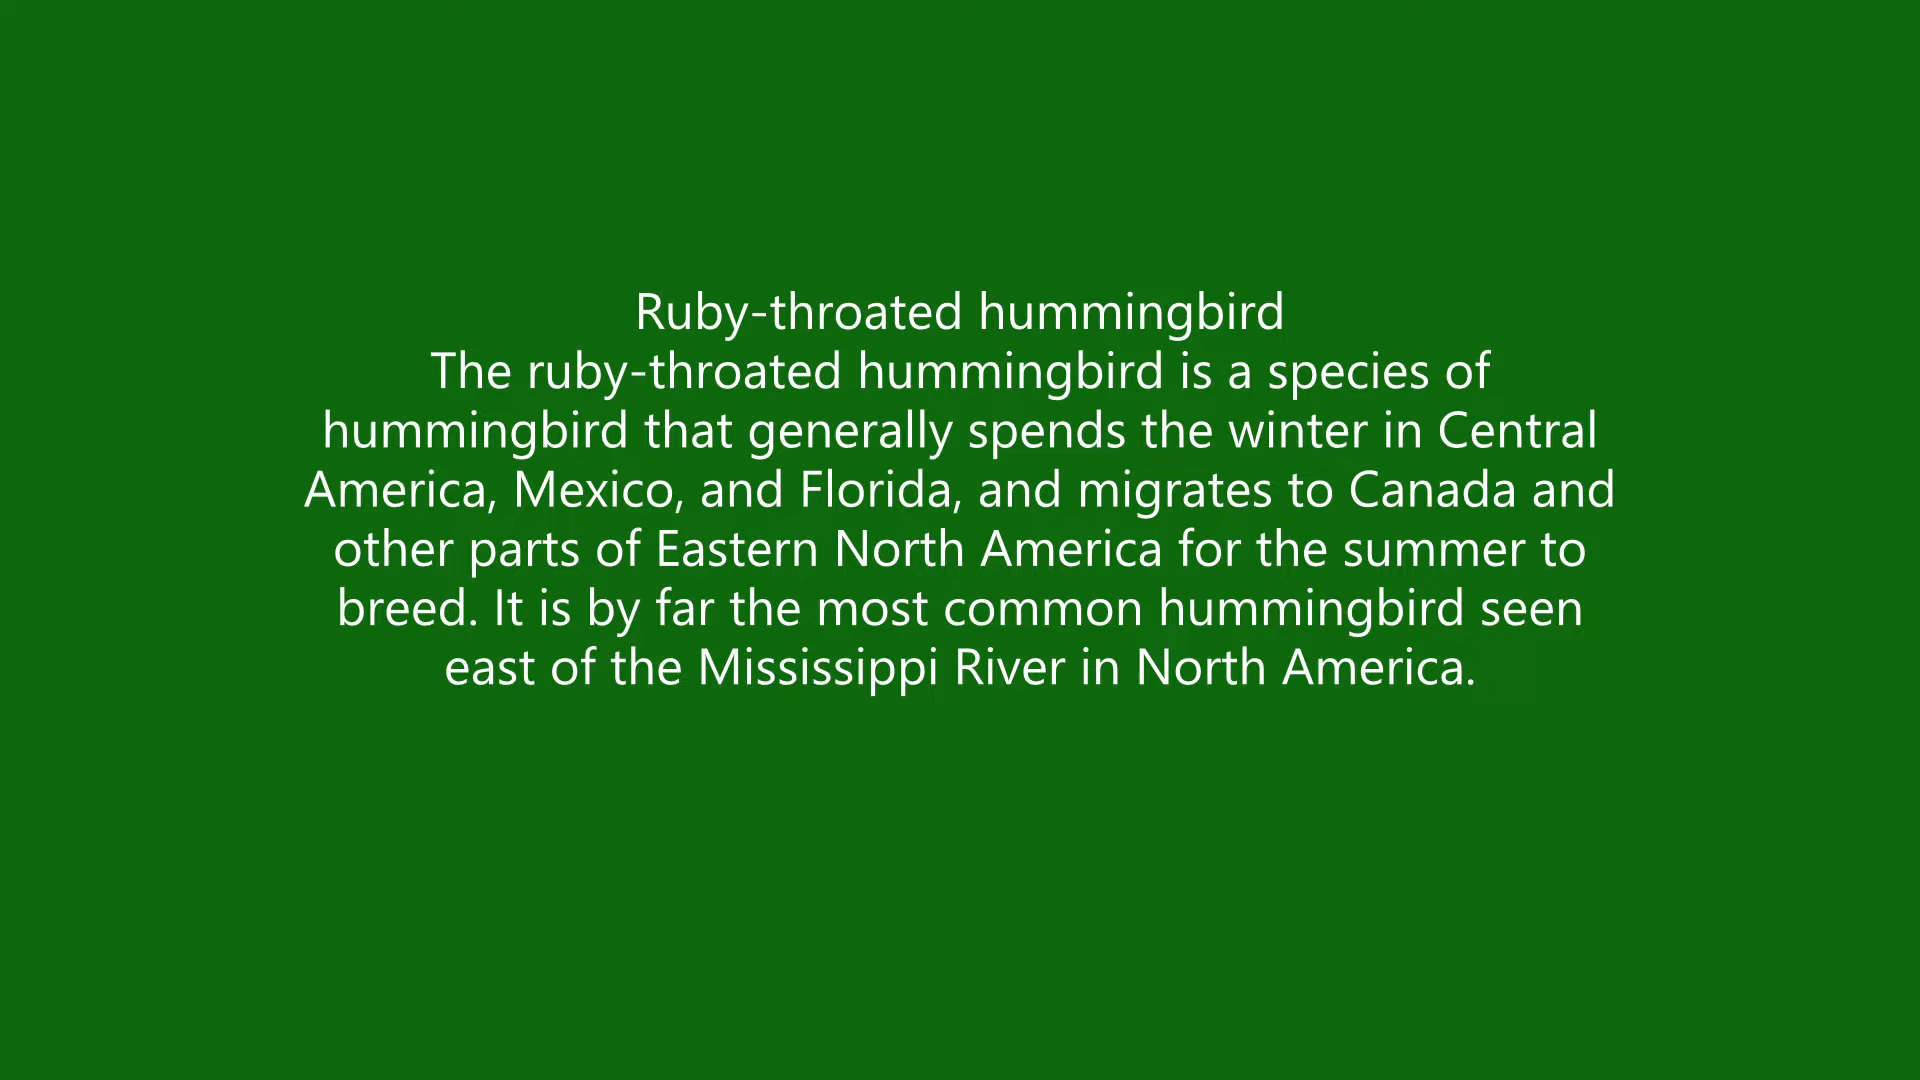 Ruby-throated hummingbird
The ruby-throated hummingbird is a species of
hummingbird that generally spends the winter in Central
America, Mexico, and Florida, and migrates to Canada and
other parts of Eastern North America for the summer to
breed. It is by far the most common hummingbird seen
east of the Mississippi River in North America.